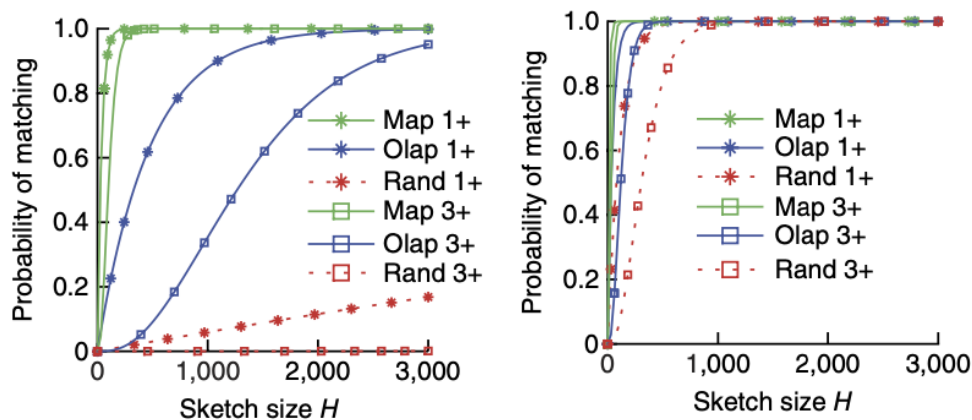 Probability of matching
1.0
0.8
0.6
0.4
0.2
0
0
1,000
2,000
3,000
Sketch size H
Map 1+
Olap 1+
Rand 1+
Map 3+
Olap 3+
Rand 3+
Probability of matching
1.0
0.8
0.6
0.4
0.2
0
0
1,000
2,000
3,000
Sketch size H
Map 1+
Olap 1+
Rand 1+
Map 3+
Olap 3+
Rand 3+